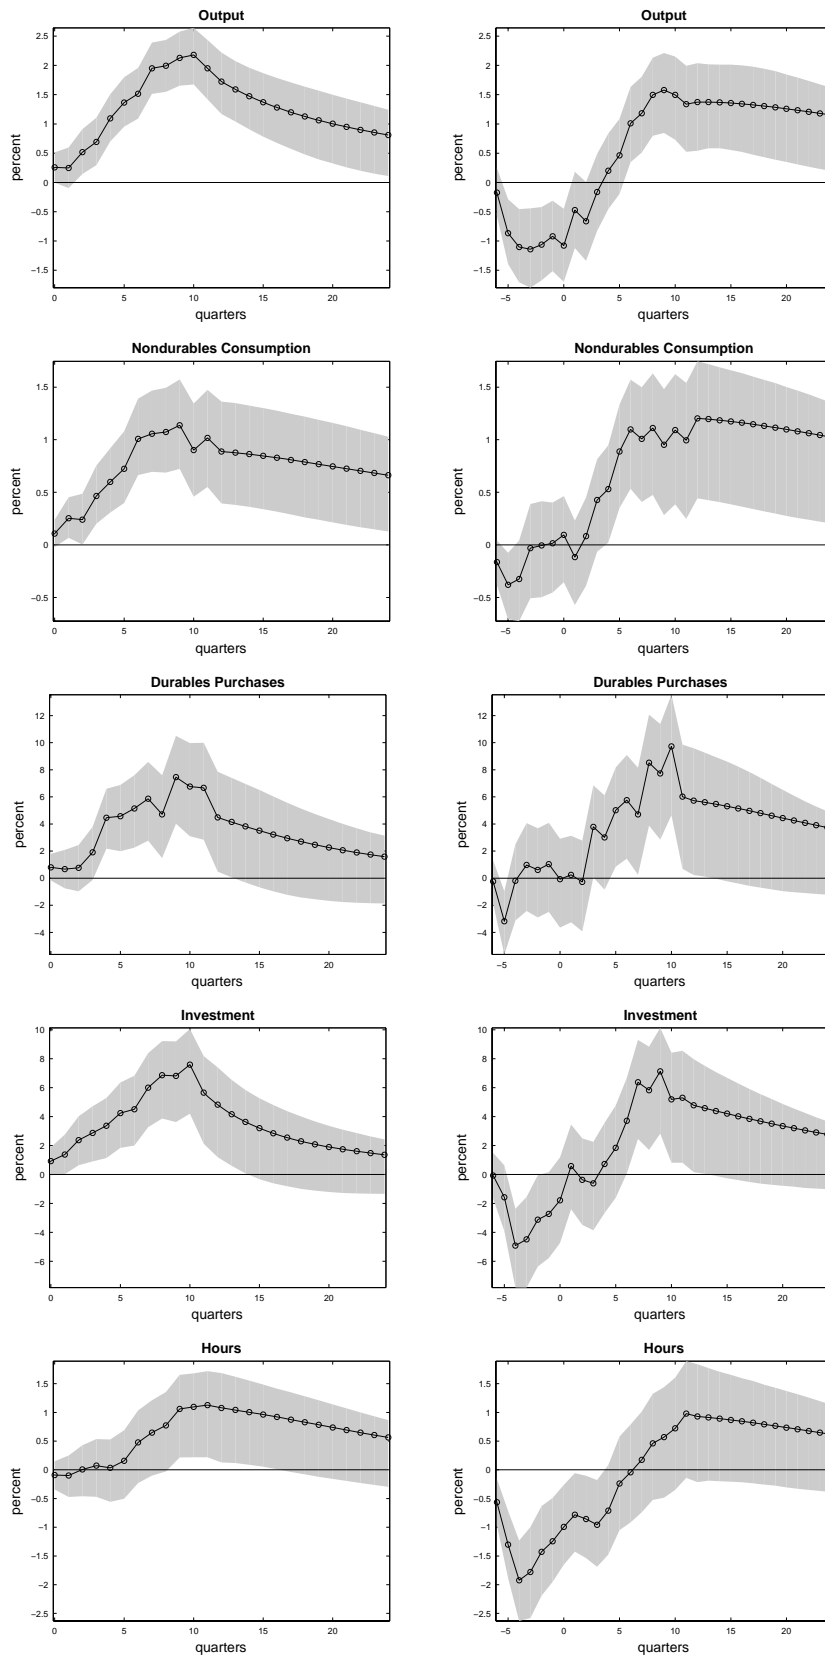 Output
2.5
2
1.5
1
0.5
0
−0.5
−1
−1.5
percent
0 5 10 15 20
quarters
Output
2.5
2
1.5
1
0.5
0
−0.5
−1
−1.5
percent
−5 0 5 10 15 20
quarters
Nondurables Consumption
1.5
1
0.5
0
−0.5
percent
0 5 10 15 20
quarters
Nondurables Consumption
1.5
1
0.5
0
−0.5
percent
−5 0 5 10 15 20
quarters
Durables Purchases
12
10
8
6
4
2
0
−2
−4
percent
0 5 10 15 20
quarters
Durables Purchases
12
10
8
6
4
2
0
−2
−4
percent
−5 0 5 10 15 20
quarters
Investment
10
8
6
4
2
0
−2
−4
−6
percent
0 5 10 15 20
quarters
Investment
10
8
6
4
2
0
−2
−4
−6
percent
−5 0 5 10 15 20
quarters
Hours
1.5
1
0.5
0
−0.5
−1
−1.5
−2
−2.5
percent
0 5 10 15 20
quarters
Hours
1.5
1
0.5
0
−0.5
−1
−1.5
−2
−2.5
percent
−5 0 5 10 15 20
quarters